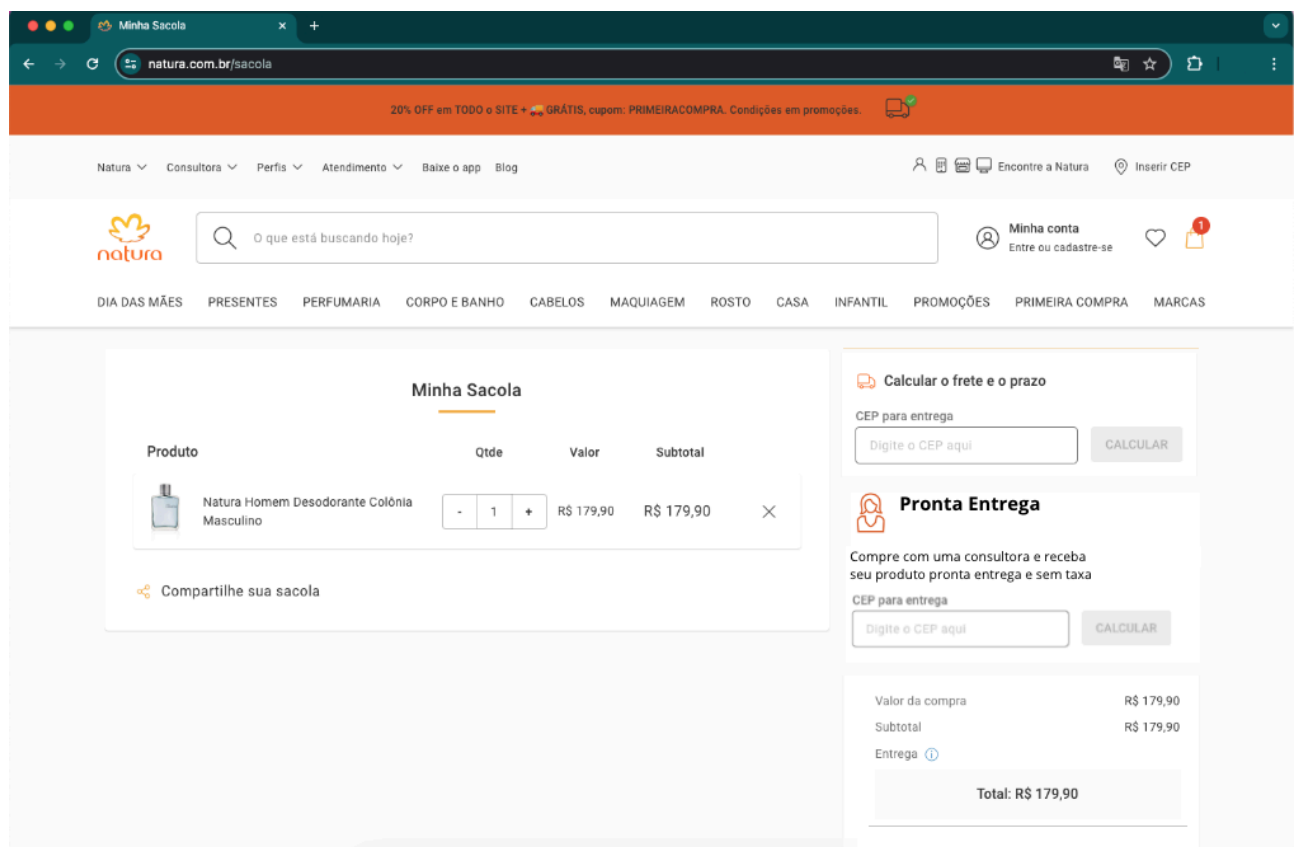 Minha Sacola
natura.com.br/sacola
20% OFF em TODO o SITE + 🚚 GRÁTIS, cupom: PRIMEIRACOMPRA. Condições em promoções.
Natura Consultora Perfis Atendimento Baixe o app Blog
Encontre a Natura Inserir CEP
natura
O que está buscando hoje?
Minha conta
Entre ou cadastre-se
1
DIA DAS MÃES PRESENTES PERFUMARIA CORPO E BANHO CABELOS MAQUIAGEM ROSTO CASA INFANTIL PROMOÇÕES PRIMEIRA COMPRA MARCAS
Minha Sacola
Produto Qtde Valor Subtotal
Natura Homem Desodorante Colônia
Masculino
- 1 + R$ 179,90 R$ 179,90
Compartilhe sua sacola
Calcular o frete e o prazo
CEP para entrega
Digite o CEP aqui CALCULAR
Pronta Entrega
Compre com uma consultora e receba
seu produto pronta entrega e sem taxa
CEP para entrega
Digite o CEP aqui CALCULAR
Valor da compra R$ 179,90
Subtotal R$ 179,90
Entrega
Total: R$ 179,90